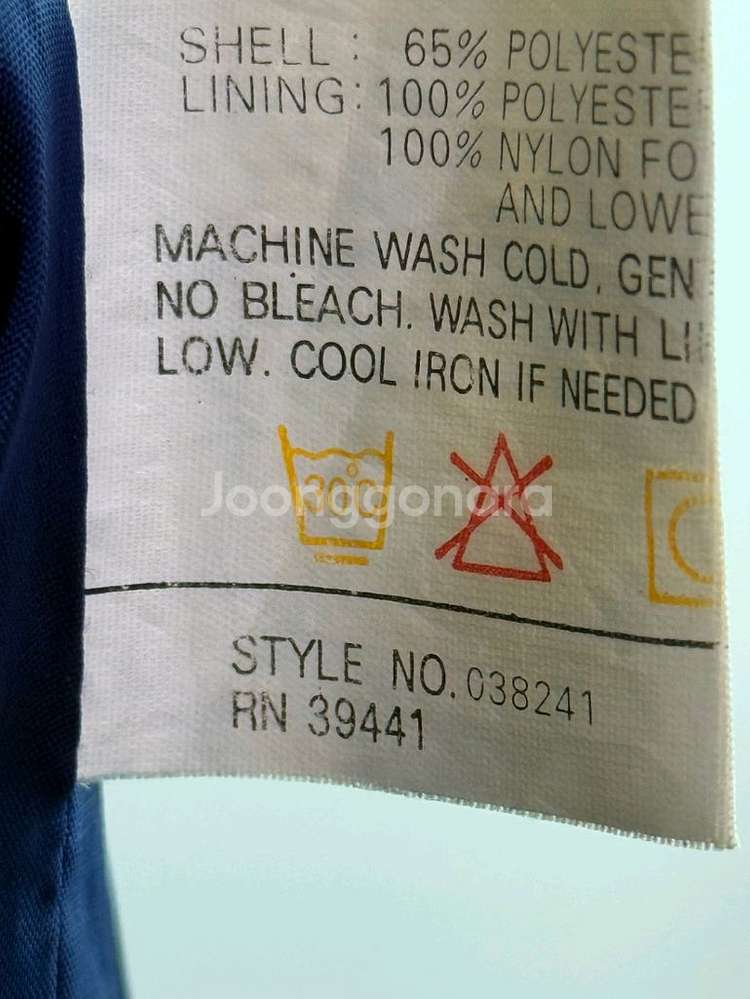 SHELL : 65% POLYESTE
LINING: 100% POLYESTE
100% NYLON FO
AND LOWE
MACHINE WASH COLD, GEN
NO BLEACH. WASH WITH LI
LOW. COOL IRON IF NEEDED
30°C
Joonggonara
STYLE NO. 038241
RN 39441